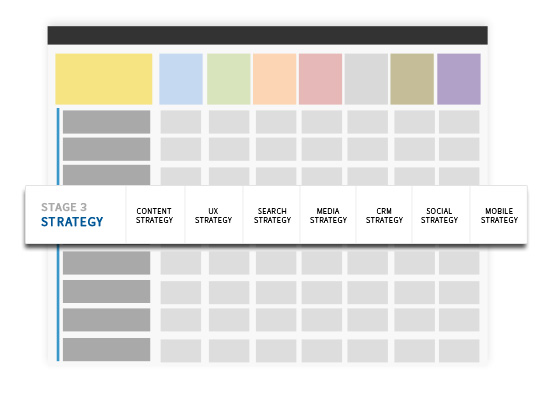 STAGE 3
STRATEGY
CONTENT
STRATEGY
UX
STRATEGY
SEARCH
STRATEGY
MEDIA
STRATEGY
CRM
STRATEGY
SOCIAL
STRATEGY
MOBILE
STRATEGY